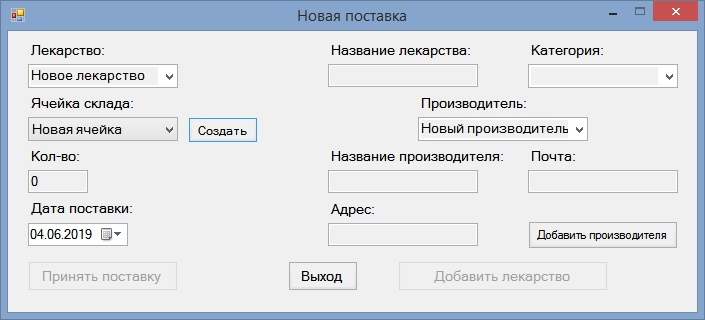 Новая поставка
Лекарство: Название лекарства: Категория:
Новое лекарство
Ячейка склада: Производитель:
Новая ячейка Создать Новый производитель
Кол-во: Название производителя: Почта:
0
Дата поставки: Адрес:
04.06.2019 Добавить производителя
Принять поставку Выход Добавить лекарство